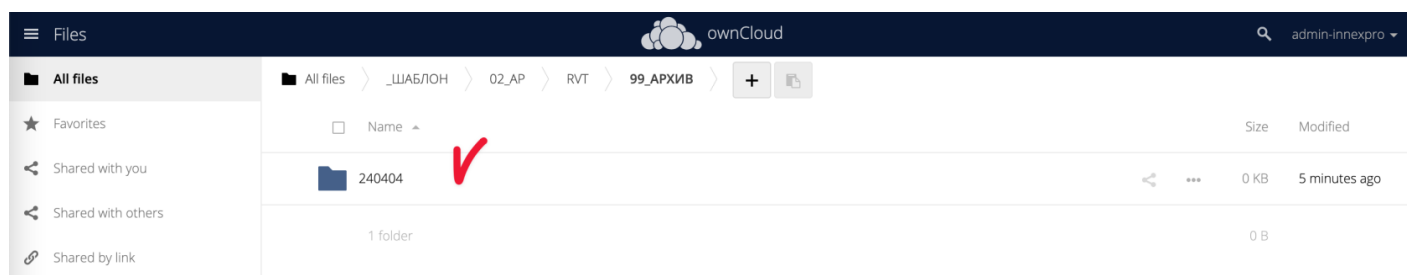 Files
ownCloud
admin-innexpro
All files
All files _ШАБЛОН 02_AP RVT 99_АРХИВ +
Favorites
Name
Size Modified
Shared with you
240404
0 KB 5 minutes ago
Shared with others
1 folder
0 B
Shared by link